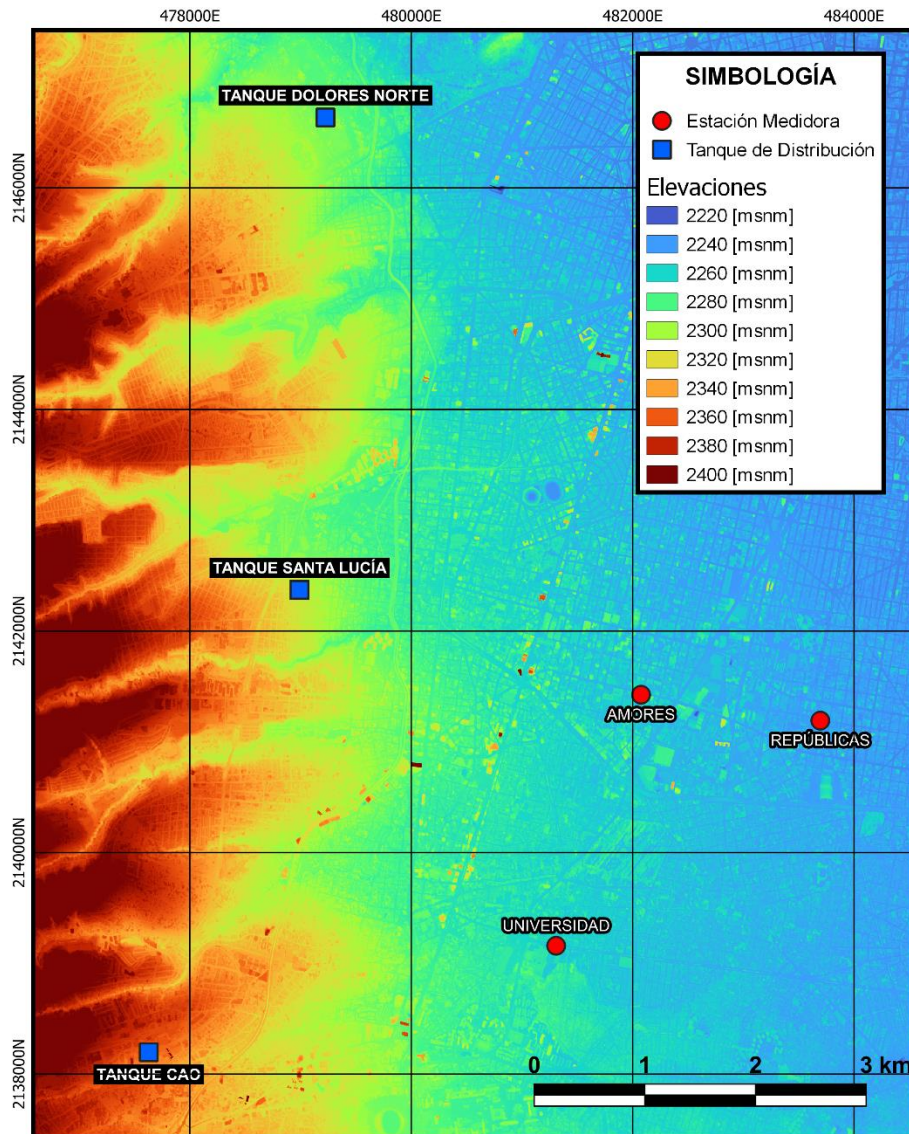 478000E
480000E
482000E
484000E
SIMBOLOGÍA
Estación Medidora
Tanque de Distribución
Elevaciones
2220 [msnm]
2240 [msnm]
2260 [msnm]
2280 [msnm]
2300 [msnm]
2320 [msnm]
2340 [msnm]
2360 [msnm]
2380 [msnm]
2400 [msnm]
TANQUE DOLORES NORTE
2146000N
2144000N
TANQUE SANTA LUCÍA
2142000N
AMORES
REPÚBLICAS
2140000N
UNIVERSIDAD
TANQUE CAO
2138000N
0
1
2
3 km